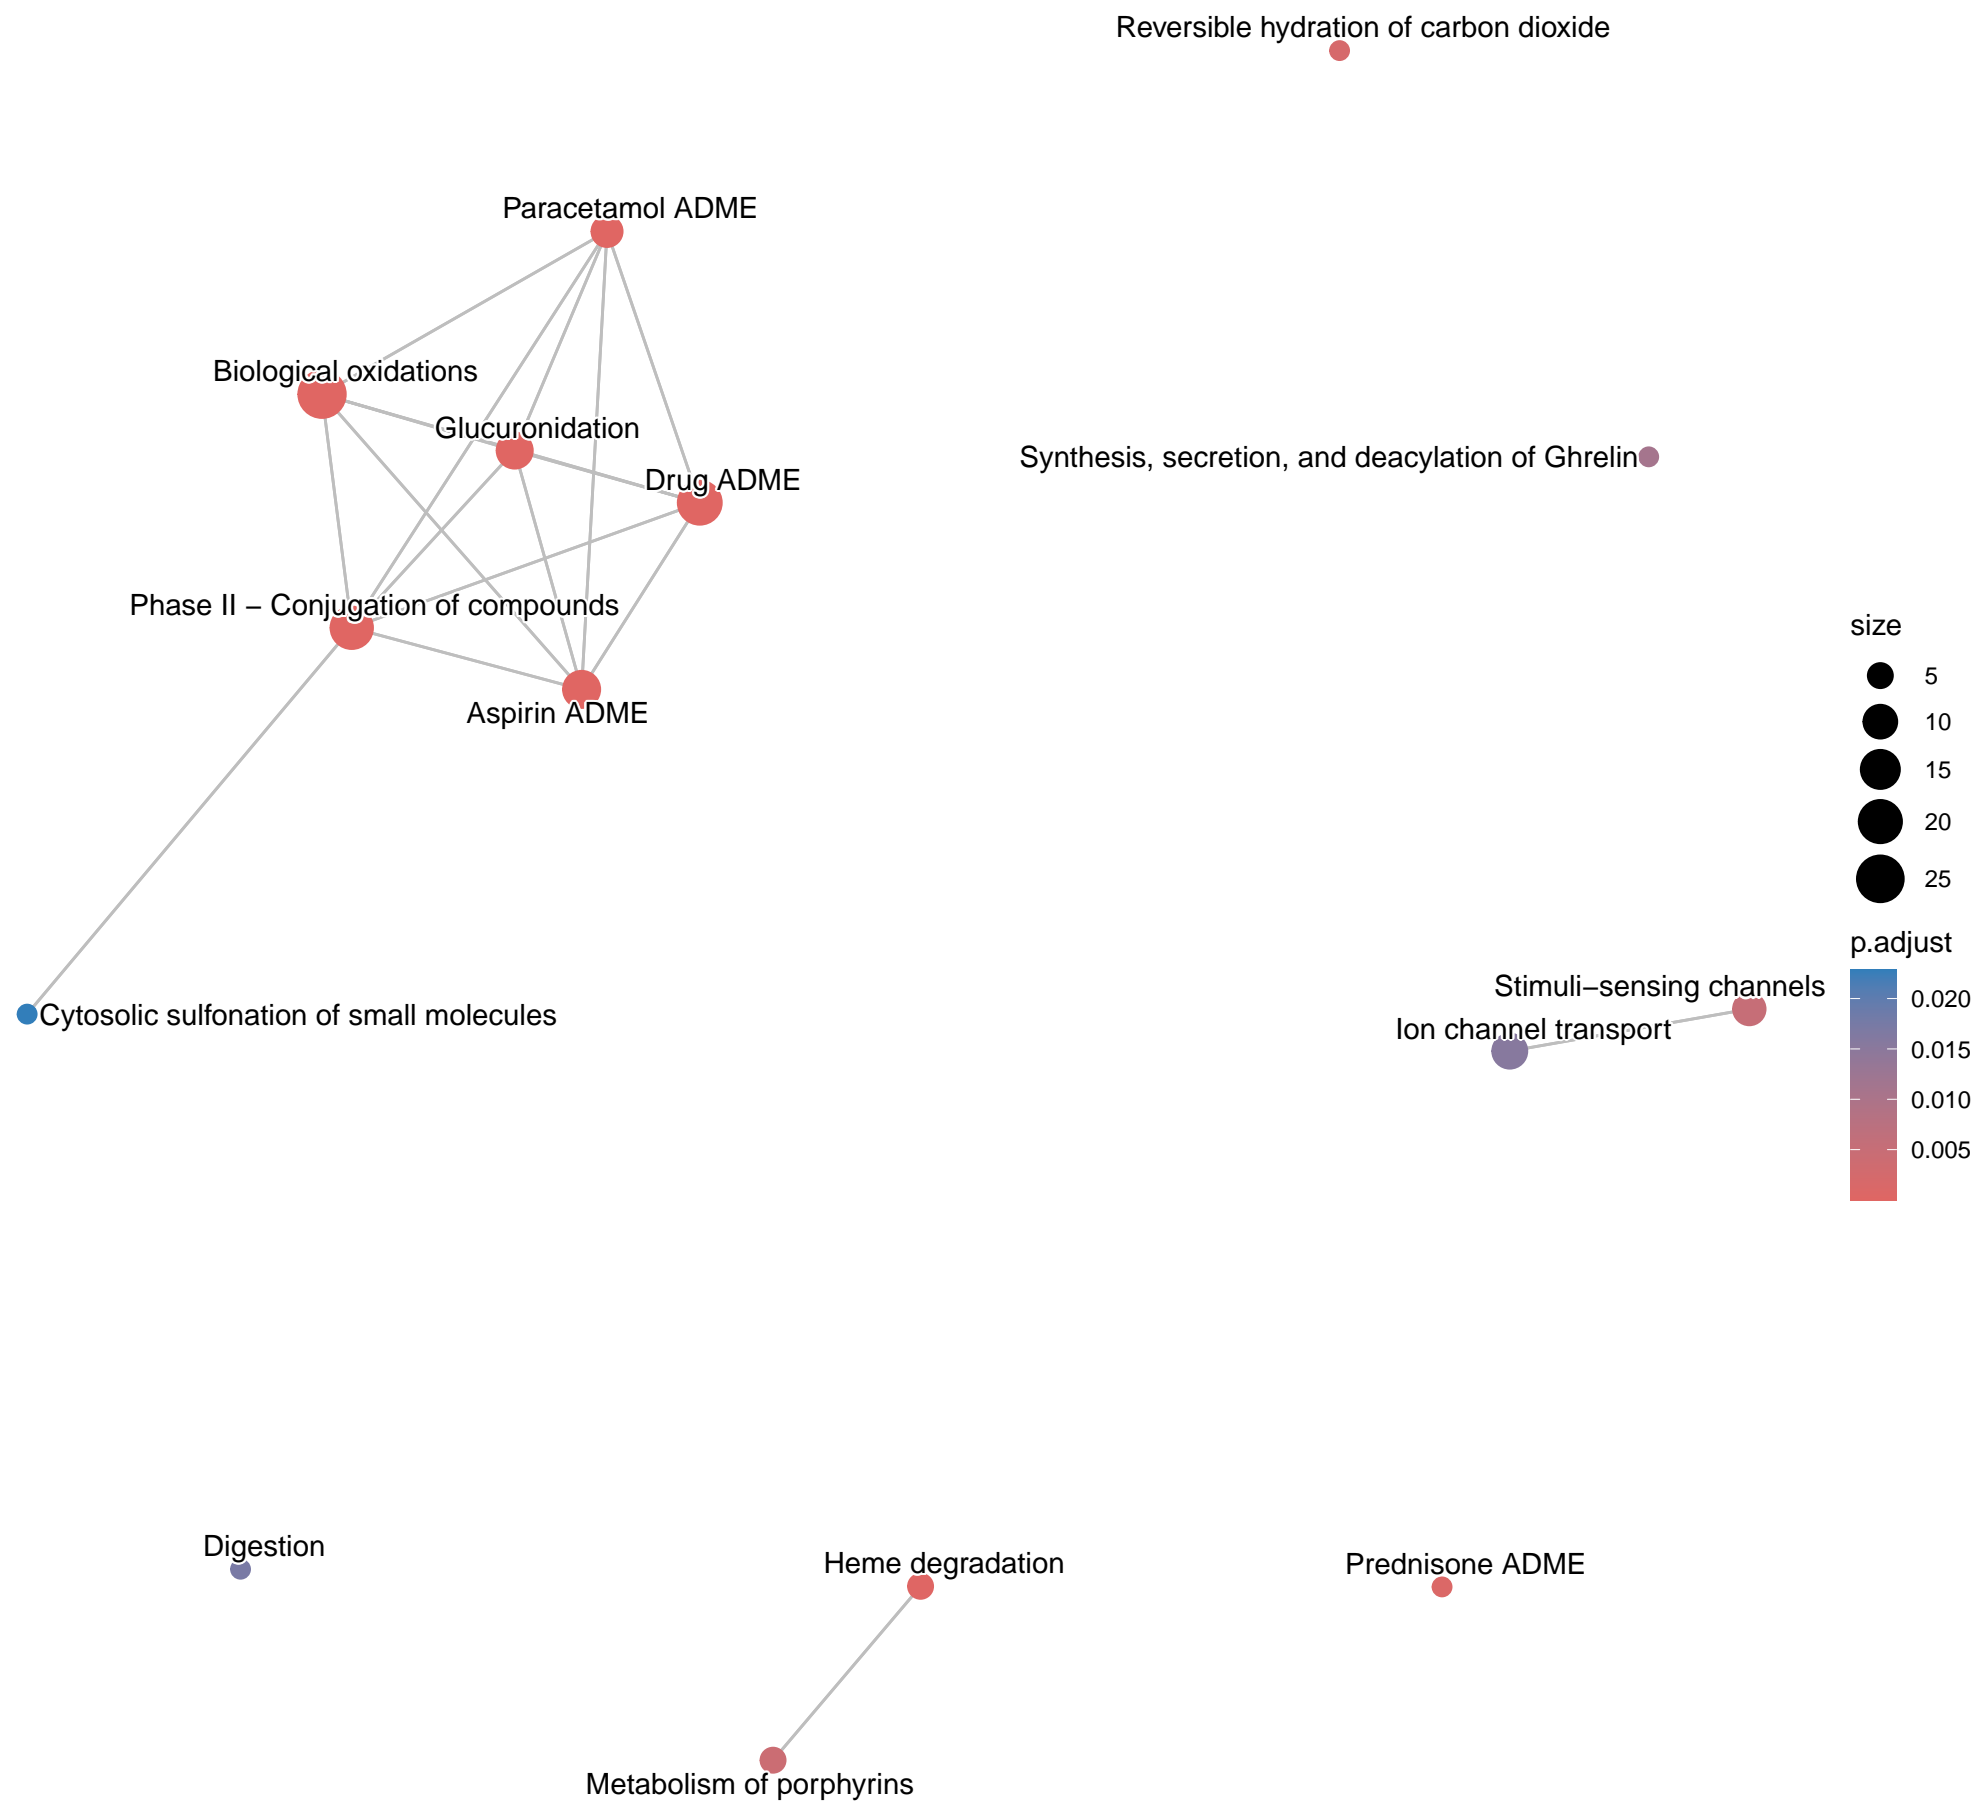 Reversible hydration of carbon dioxide
Paracetamol ADME
Biological oxidations
Glucuronidation
Synthesis, secretion, and deacylation of Ghrelin
Drug ADME
Phase II – Conjugation of compounds
Aspirin ADME
size
5
10
15
20
25
p.adjust
0.020
0.015
0.010
0.005
Stimuli–sensing channels
Cytosolic sulfonation of small molecules
Ion channel transport
Digestion
Heme degradation
Prednisone ADME
Metabolism of porphyrins